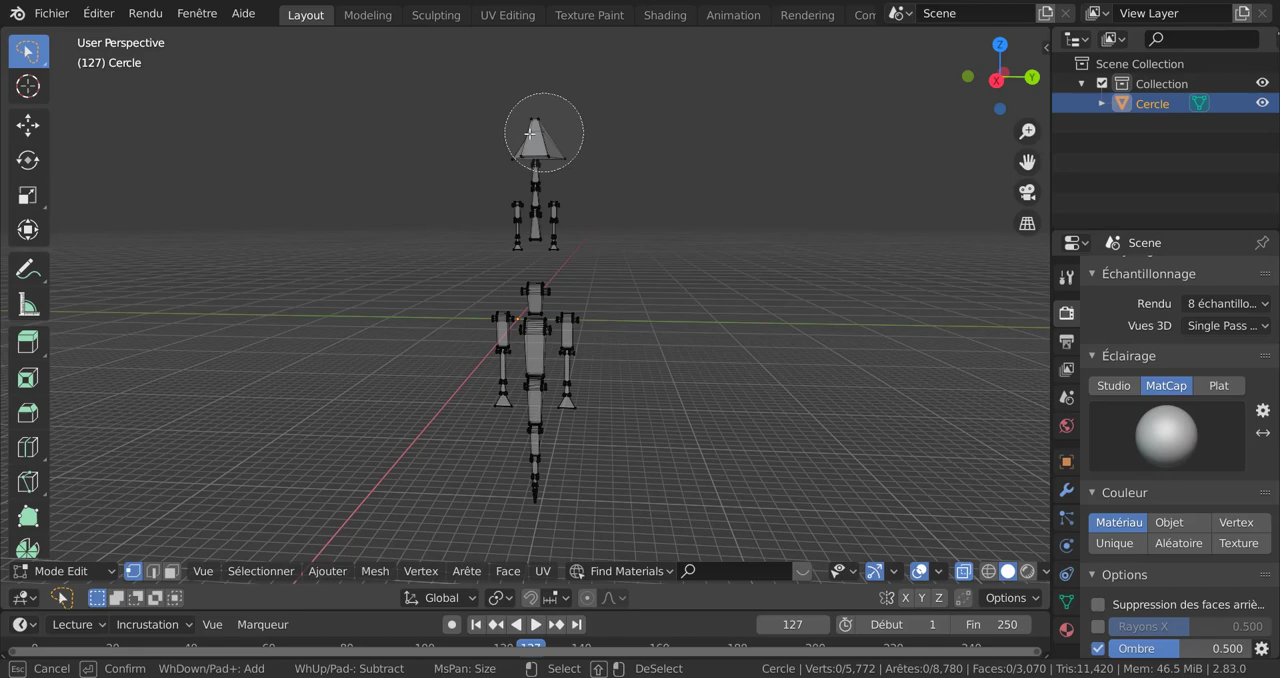 Fichier Éditer Rendu Fenêtre Aide Layout Modeling Sculpting UV Editing Texture Paint Shading Animation Rendering Con Scene View Layer
User Perspective
(127) Cercle
Z
Y
X
Scene Collection
Collection
Cercle
Scene
Échantillonnage
Rendu 8 échantillo...
Vues 3D Single Pass ...
Éclairage
Studio MatCap Plat
Couleur
Matériau Objet Vertex
Unique Aléatoire Texture
Options
Suppression des faces arriè...
Rayons X 0.500
Ombre 0.500
Mode Edit Vue Sélectionner Ajouter Mesh Vertex Arête Face UV Find Materials
Global X Y Z Options
Lecture Incrustation Vue Marqueur 127 Début 1 Fin 250
127
Esc Cancel Confirm WhDown/Pad+: Add WhUp/Pad-: Subtract MsPan: Size Select DeSelect Cercle | Verts:0/5,772 | Arêtes:0/8,780 | Faces:0/3,070 | Tris:11,420 | Mem: 46.5 MiB | 2.83.0